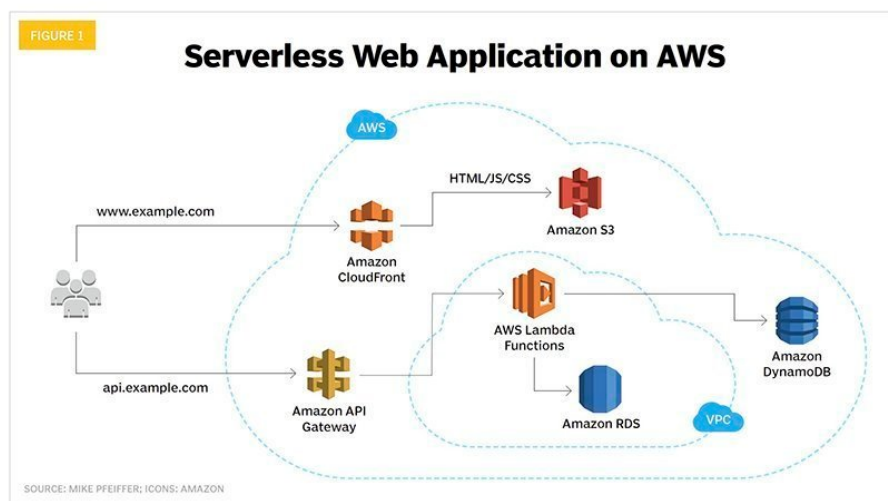 FIGURE 1
Serverless Web Application on AWS
AWS
HTML/JS/CSS
www.example.com
Amazon S3
Amazon
CloudFront
AWS Lambda
Functions
Amazon
DynamoDB
api.example.com
Amazon API
Gateway
Amazon RDS
VPC
SOURCE: MIKE PFEIFFER; ICONS: AMAZON